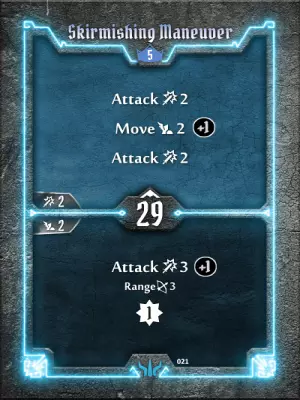 Skirmishing Maneuver
5
Attack 2
Move 2 +1
Attack 2
2
29
2
Attack 3 +1
Range 3
1
021